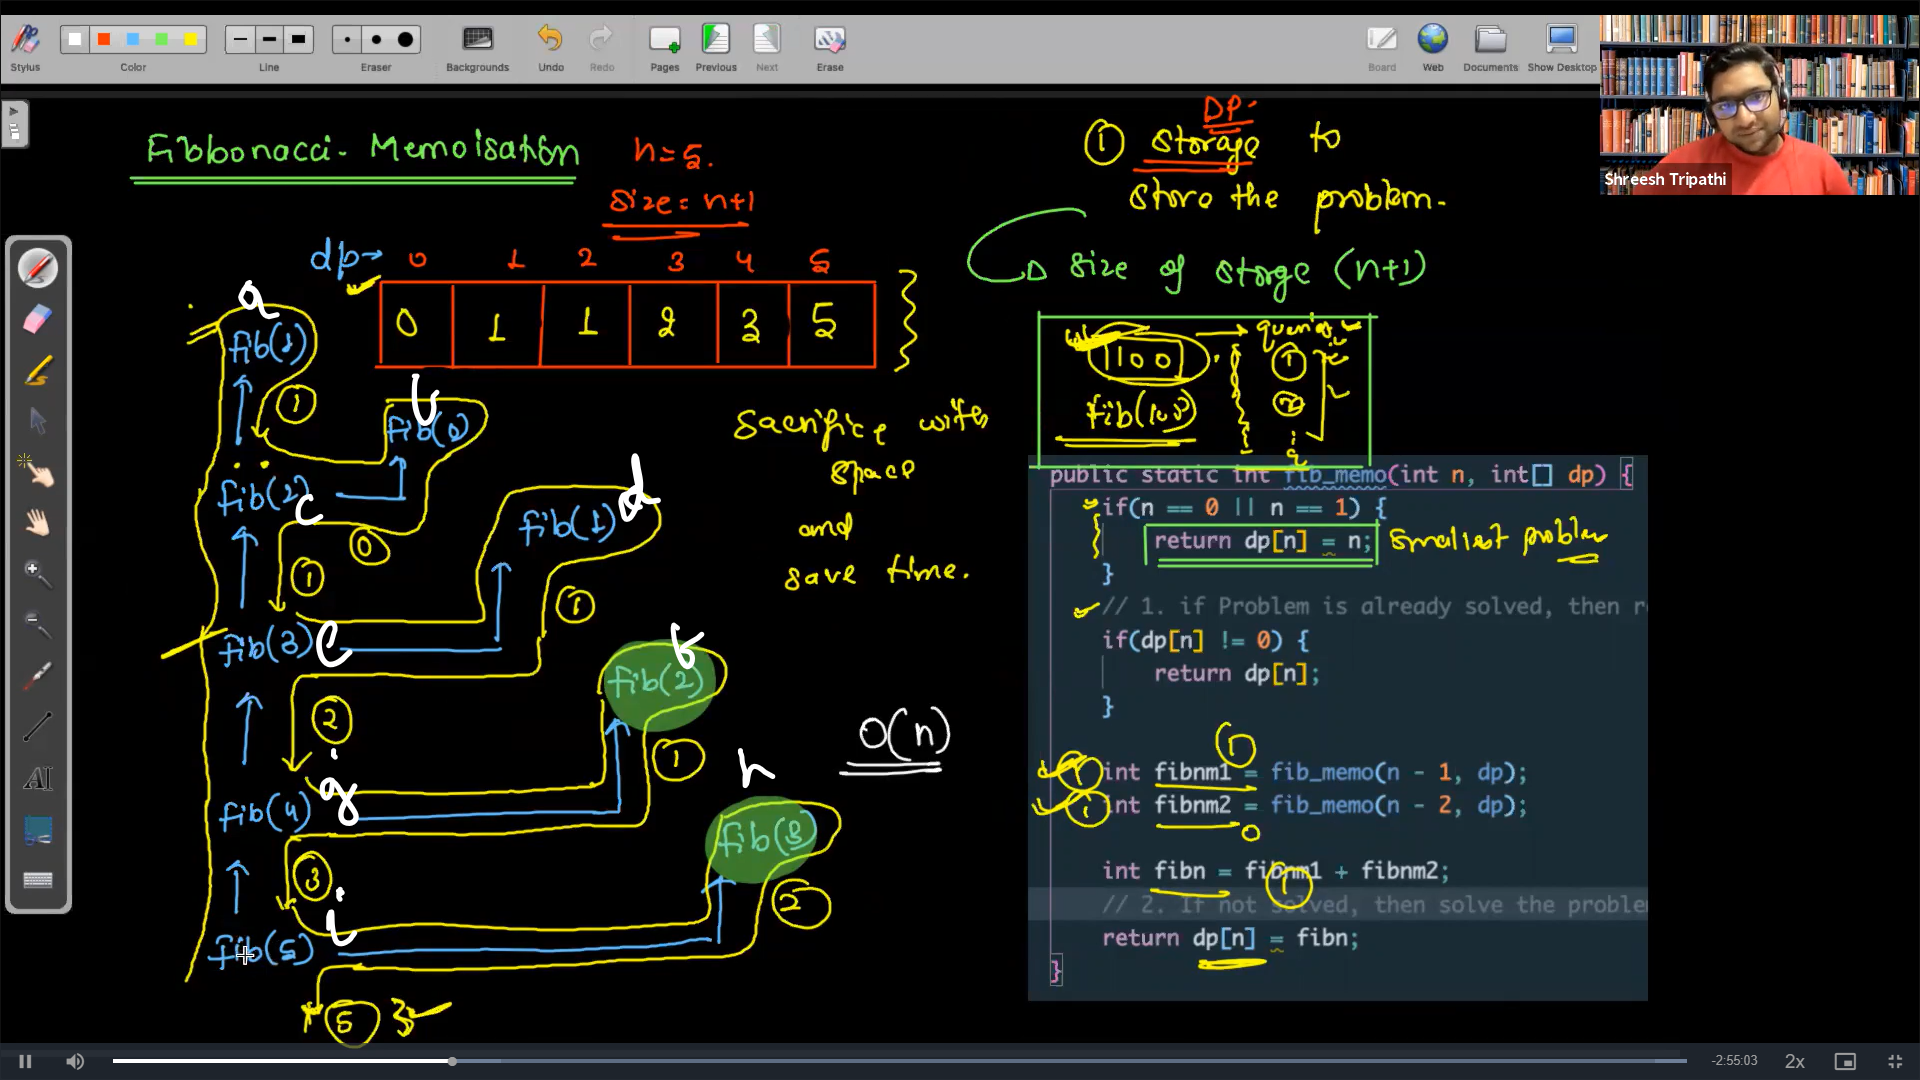 Stylus
Color
Line
Eraser
Backgrounds
Undo
Redo
Pages
Previous
Next
Erase
Board
Web
Documents
Show Desktop
Shreesh Tripathi
Fibbonacci - Memoisation
n=5.
size = n+1
dp→ 0 1 2 3 4 5
0 1 1 2 3 5
a
fib(1)
1
b
fib(0)
fib(2) c
0
1
fib(1) d
1
fib(3) e
2
fib(2)
1
fib(4) g
3
h
fib(3)
2
fib(5) i
5
Sacrifice with
space
and
save time.
O(n)
DP.
① storage to
store the problem.
size of storge (n+1)
100
queries
fib(100)
1
2
q
public static int fib_memo(int n, int[] dp) {
if(n == 0 || n == 1) {
return dp[n] = n; Smallest problem
}
// 1. if Problem is already solved, then r
if(dp[n] != 0) {
return dp[n];
}
1
int fibnm1 = fib_memo(n - 1, dp);
int fibnm2 = fib_memo(n - 2, dp);
0
int fibn = fibnm1 + fibnm2;
1
// 2. If not solved, then solve the proble
return dp[n] = fibn;
}
-2:55:03
2x